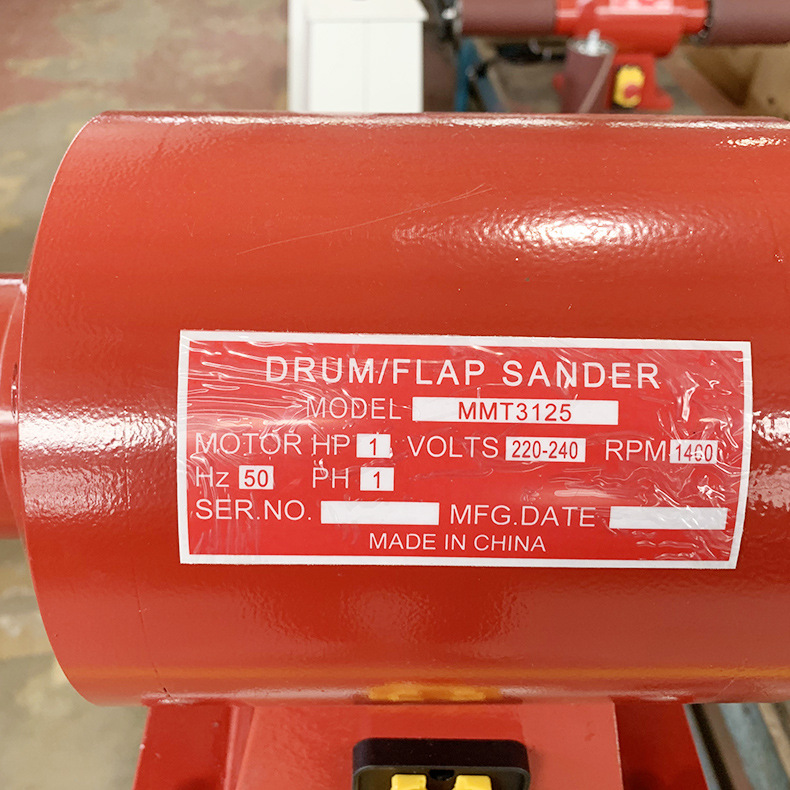 DRUM/FLAP SANDER
MODEL MMT3125
MOTOR HP 1 VOLTS 220-240 RPM 1400
Hz 50 PH 1
SER.NO. MFG.DATE
MADE IN CHINA